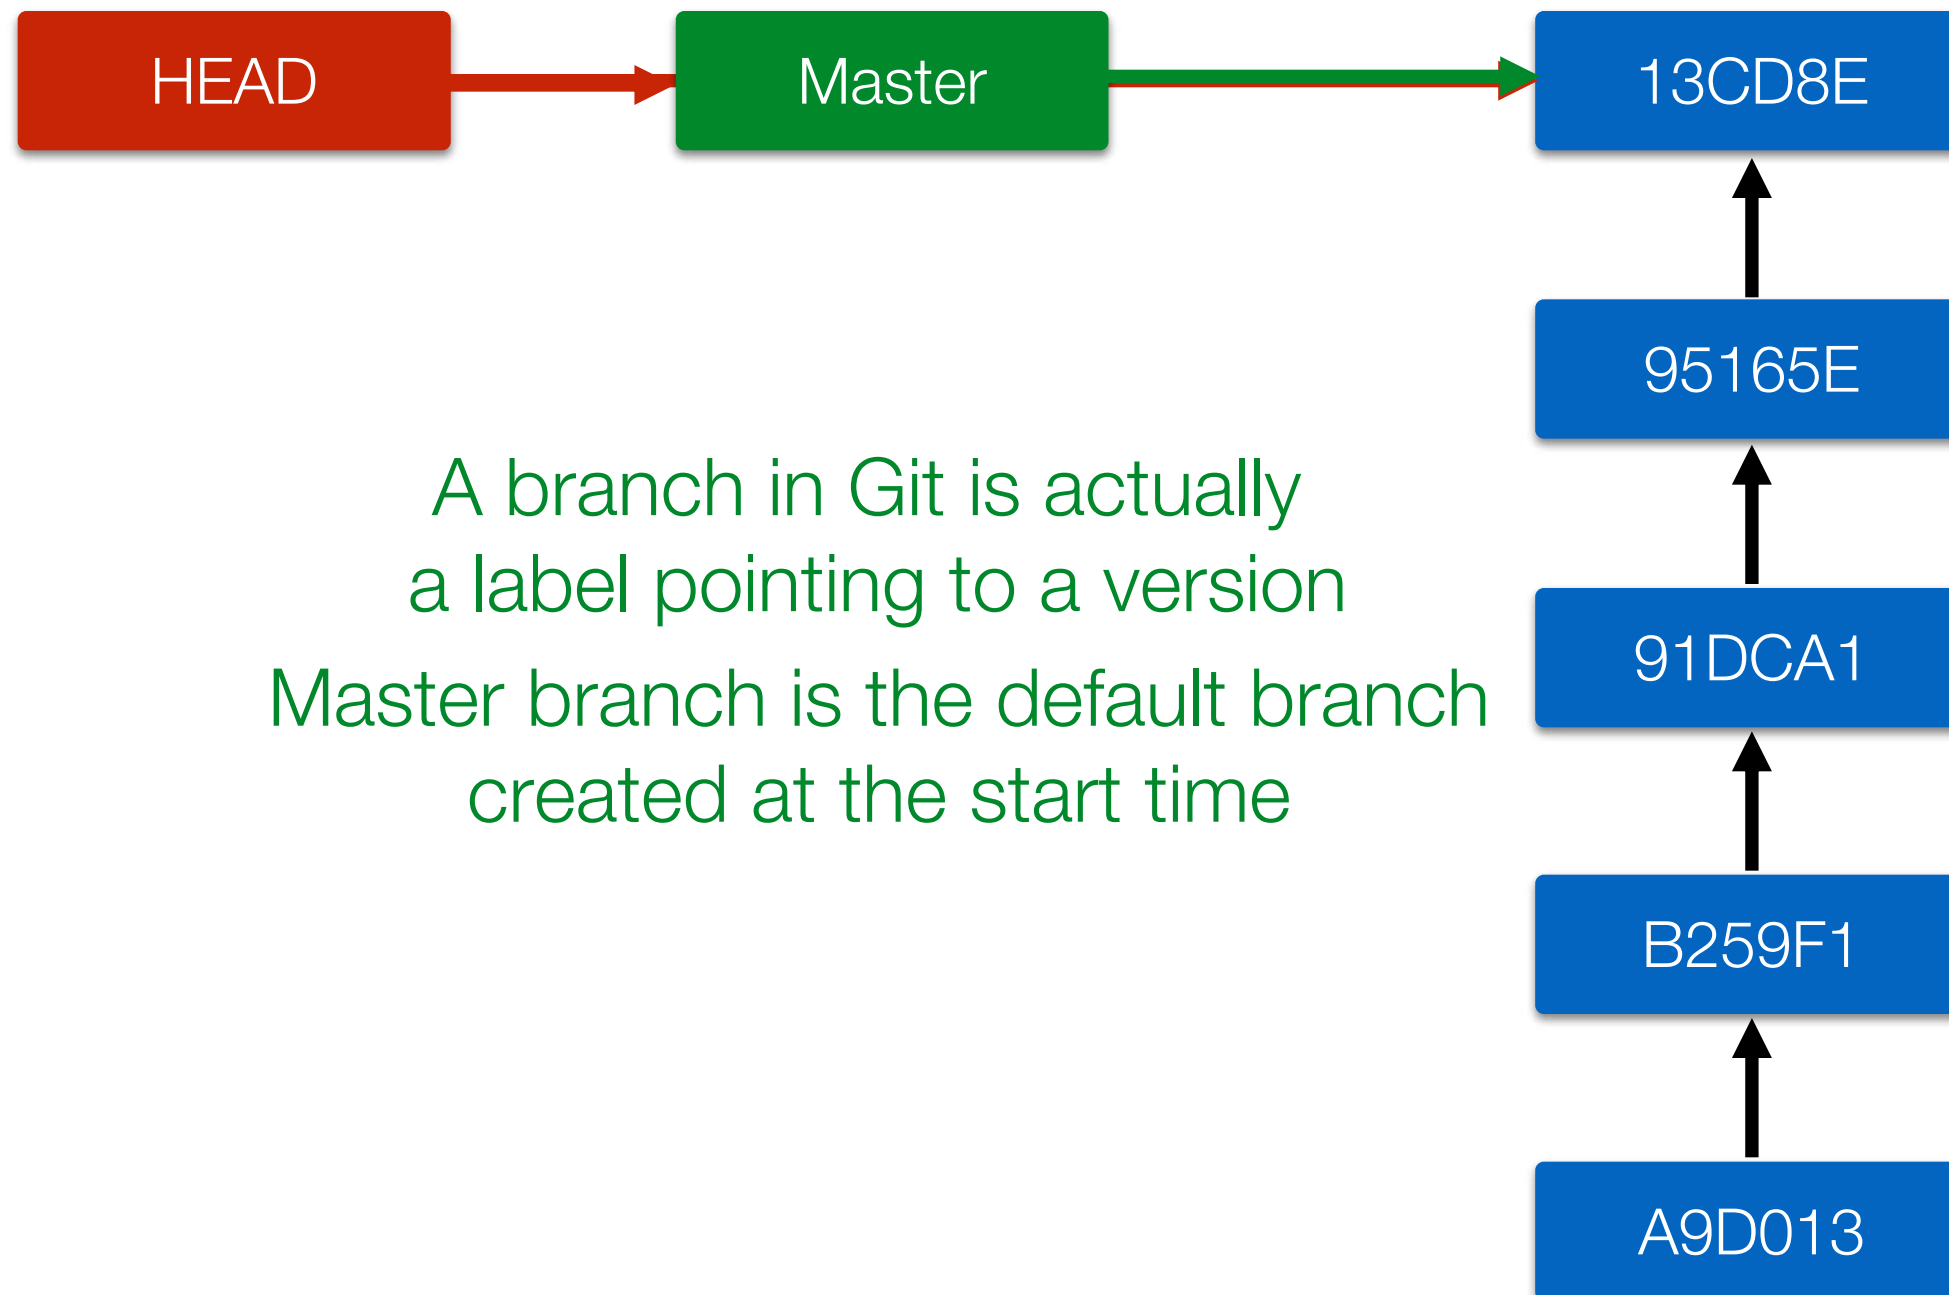 HEAD
Master
13CD8E
95165E
A branch in Git is actually
a label pointing to a version
Master branch is the default branch
created at the start time
91DCA1
B259F1
A9D013